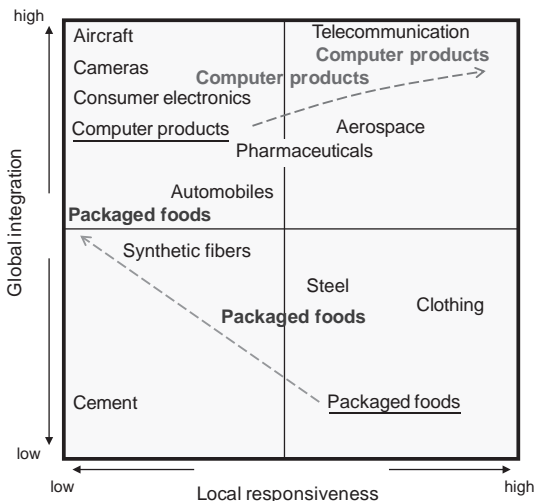 high
Aircraft
Telecommunication
Computer products
Cameras
Computer products
Consumer electronics
Computer products
Aerospace
Pharmaceuticals
Automobiles
Packaged foods
Global integration
Synthetic fibers
Steel
Packaged foods
Clothing
Cement
Packaged foods
low
low
Local responsiveness
high